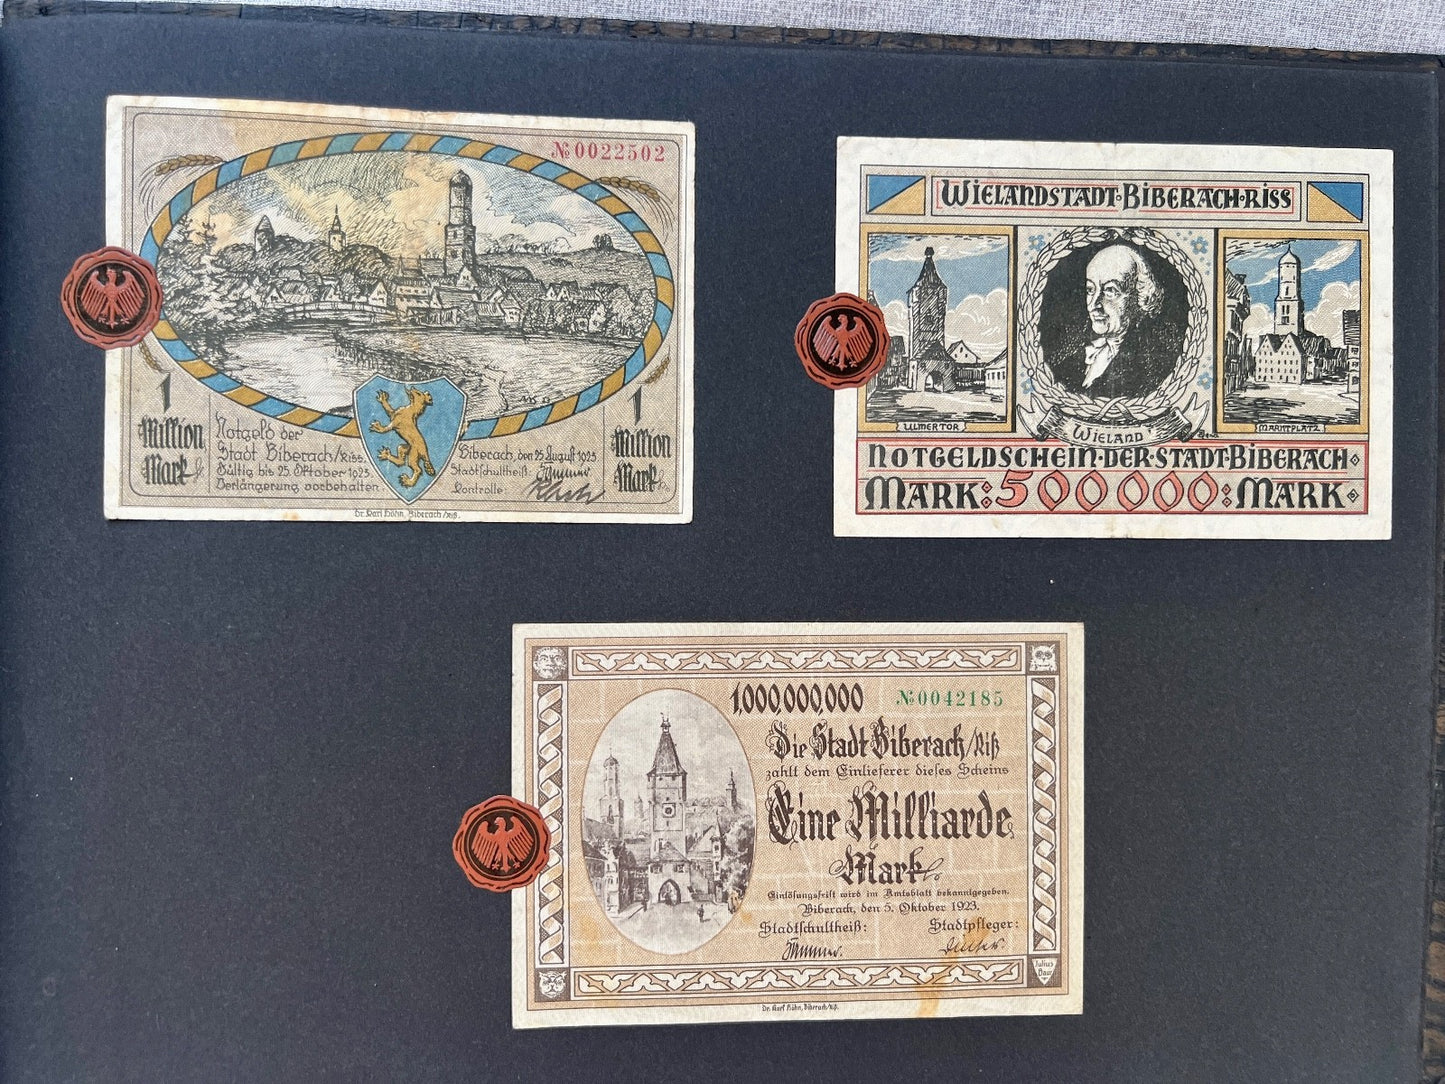 № 0022502
1
Million
Mark
Notgeld der
Stadt Biberach/Riss.
Gültig bis 25. Oktober 1923
Verlängerung vorbehalten
Biberach, den 25. August 1923
Stadtschultheiß:
Kontrolle:
1
Million
Mark
Dr. Karl Höhn, Biberach/Riß.
WIELANDSTADT·BIBERACH·RISS
ULMERTOR
WIELAND
MARKTPLATZ
NOTGELDSCHEIN·DER·STADT·BIBERACH
MARK: 500000: MARK
1,000,000,000
№ 0042185
Die Stadt Biberach/Riß
zahlt dem Einlieferer dieses Scheins
Eine Milliarde
Mark
Einlösungsfrist wird im Amtsblatt bekanntgegeben.
Biberach, den 5. Oktober 1923.
Stadtschultheiß: Stadtpfleger:
Julius
Baur
Dr. Karl Höhn, Biberach/Riß.